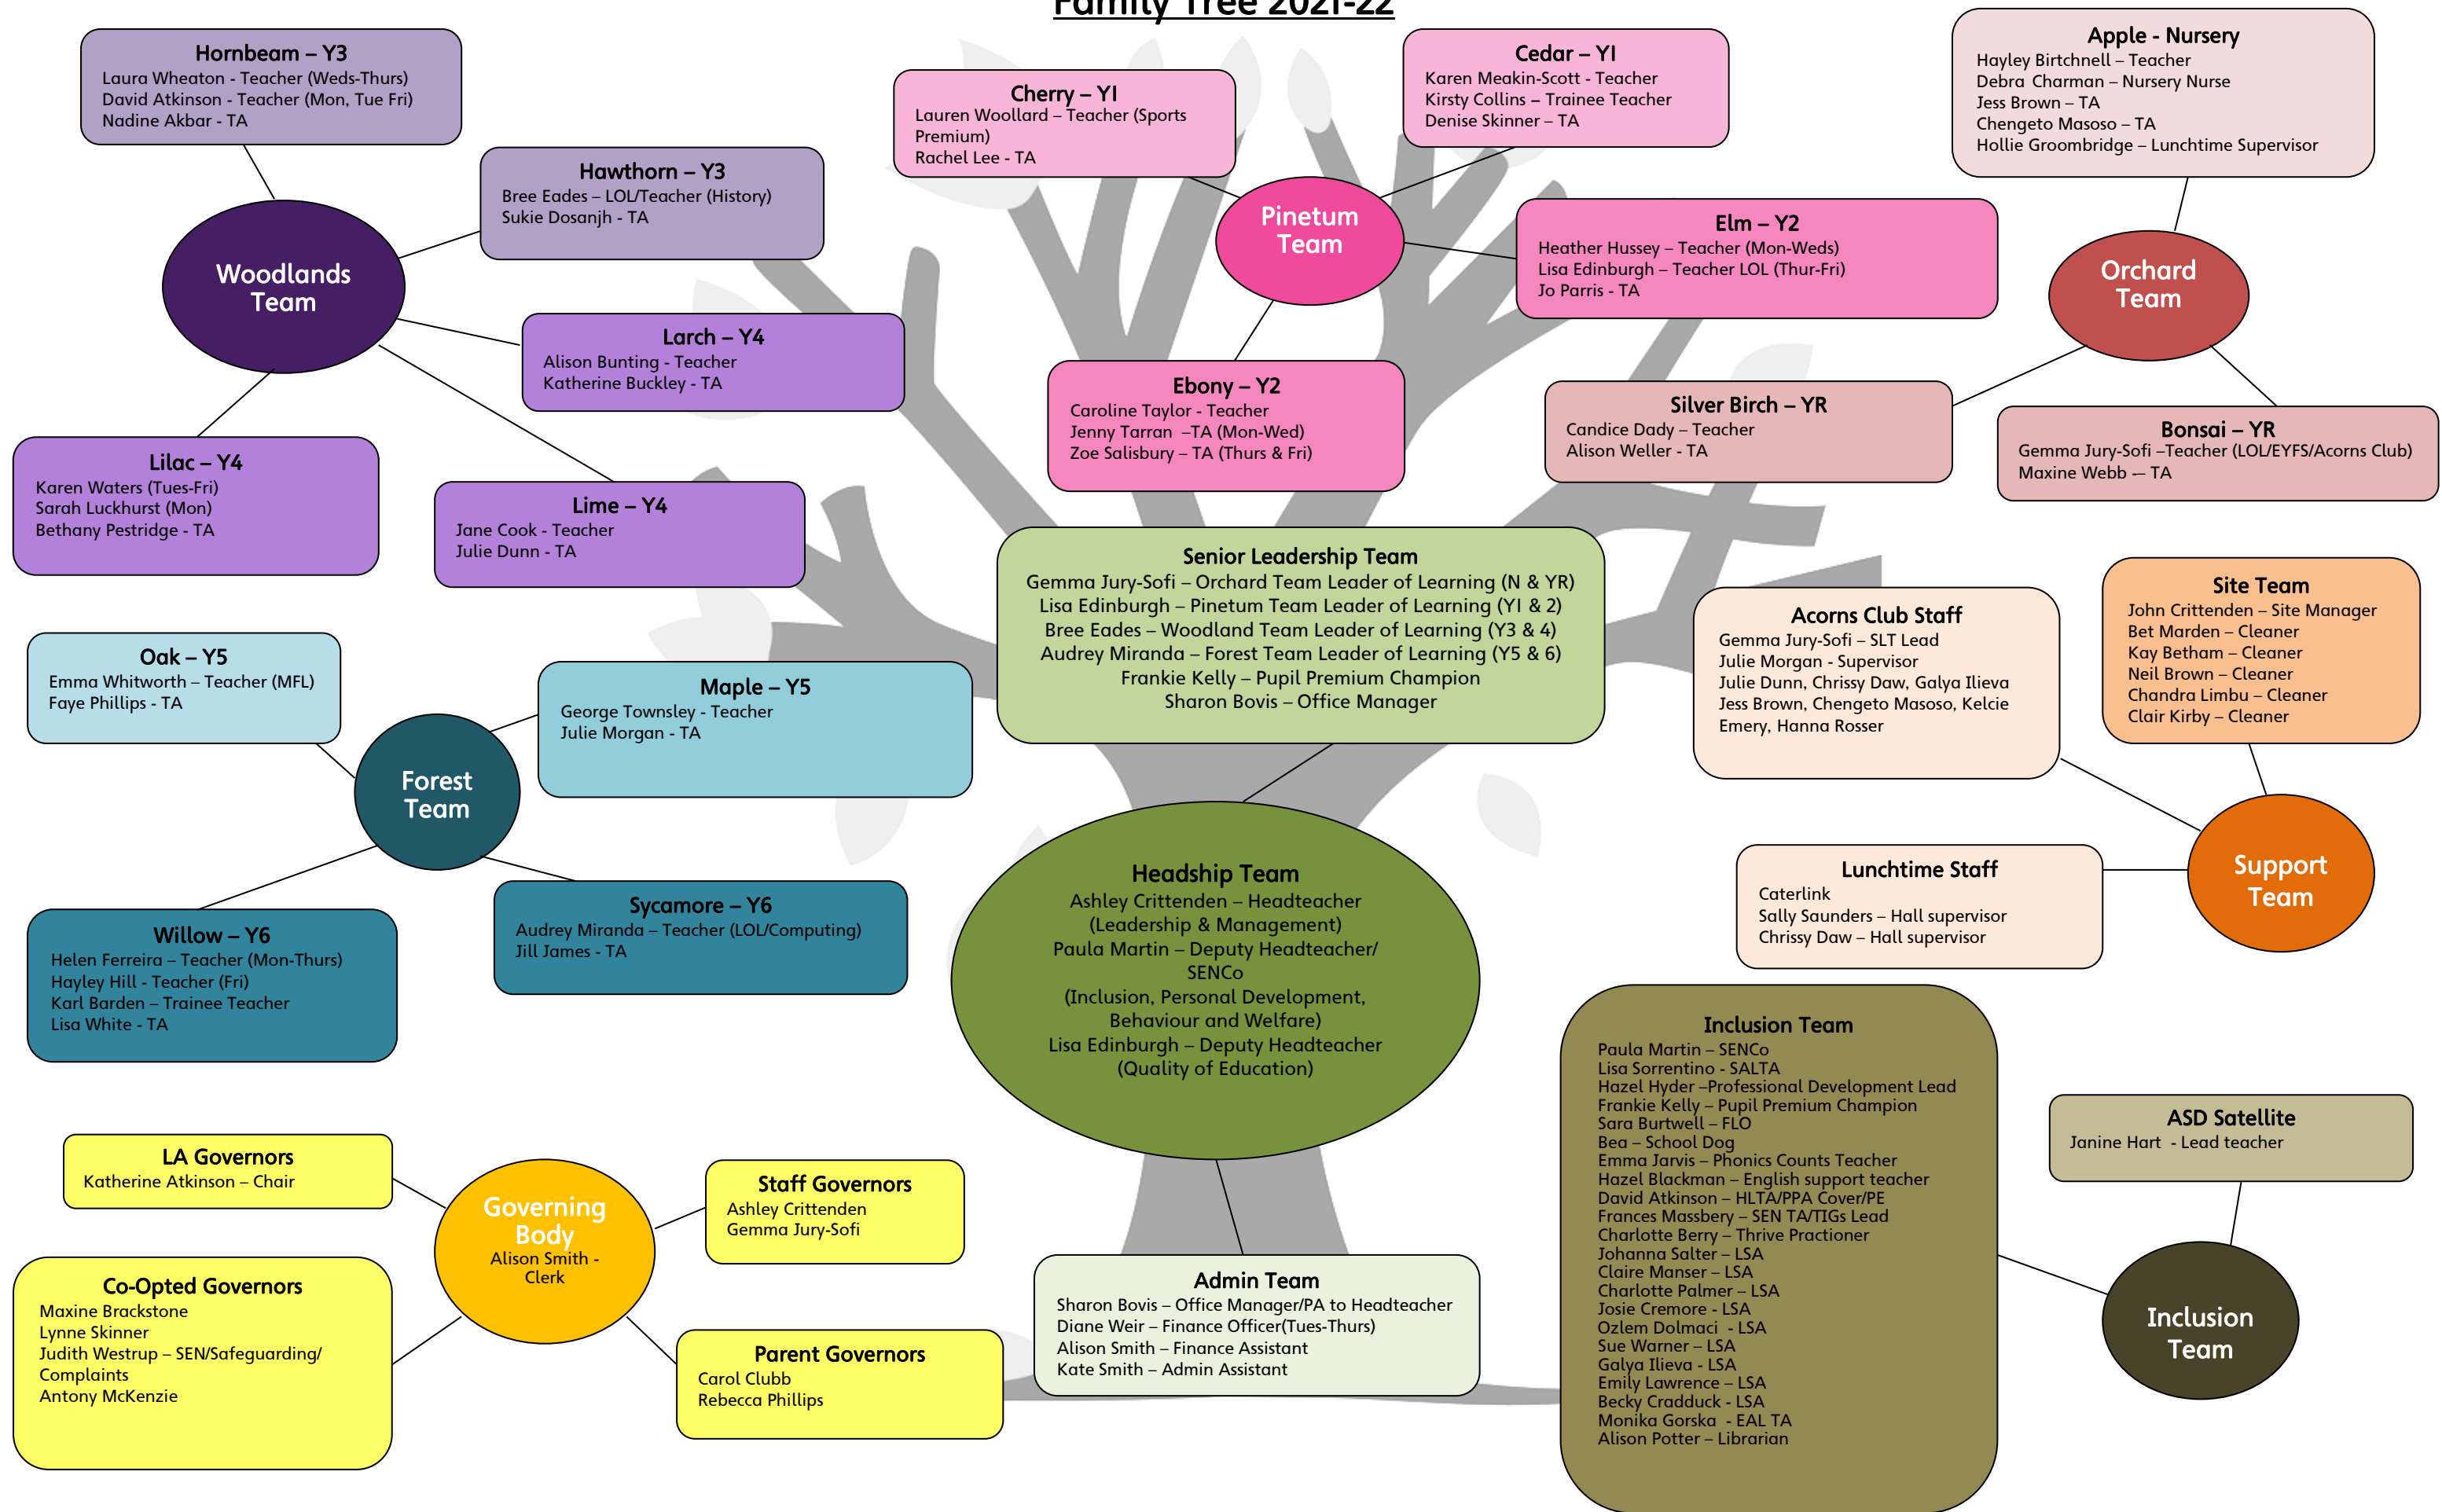 Family Tree 2021-22
Hornbeam – Y3
Laura Wheaton - Teacher (Weds-Thurs)
David Atkinson - Teacher (Mon, Tue Fri)
Nadine Akbar - TA
Hawthorn – Y3
Bree Eades – LOL/Teacher (History)
Sukie Dosanjh - TA
Woodlands
Team
Larch – Y4
Alison Bunting - Teacher
Katherine Buckley - TA
Lilac – Y4
Karen Waters (Tues-Fri)
Sarah Luckhurst (Mon)
Bethany Pestridge - TA
Lime – Y4
Jane Cook - Teacher
Julie Dunn - TA
Cherry – Y1
Lauren Woollard – Teacher (Sports
Premium)
Rachel Lee - TA
Cedar – Y1
Karen Meakin-Scott - Teacher
Kirsty Collins – Trainee Teacher
Denise Skinner – TA
Pinetum
Team
Elm – Y2
Heather Hussey – Teacher (Mon-Weds)
Lisa Edinburgh – Teacher LOL (Thur-Fri)
Jo Parris - TA
Ebony – Y2
Caroline Taylor - Teacher
Jenny Tarran –TA (Mon-Wed)
Zoe Salisbury – TA (Thurs & Fri)
Apple - Nursery
Hayley Birtchnell – Teacher
Debra Charman – Nursery Nurse
Jess Brown – TA
Chengeto Masoso – TA
Hollie Groombridge – Lunchtime Supervisor
Orchard
Team
Silver Birch – YR
Candice Dady – Teacher
Alison Weller - TA
Bonsai – YR
Gemma Jury-Sofi –Teacher (LOL/EYFS/Acorns Club)
Maxine Webb -– TA
Senior Leadership Team
Gemma Jury-Sofi – Orchard Team Leader of Learning (N & YR)
Lisa Edinburgh – Pinetum Team Leader of Learning (Y1 & 2)
Bree Eades – Woodland Team Leader of Learning (Y3 & 4)
Audrey Miranda – Forest Team Leader of Learning (Y5 & 6)
Frankie Kelly – Pupil Premium Champion
Sharon Bovis – Office Manager
Oak – Y5
Emma Whitworth – Teacher (MFL)
Faye Phillips - TA
Maple – Y5
George Townsley - Teacher
Julie Morgan - TA
Forest
Team
Willow – Y6
Helen Ferreira – Teacher (Mon-Thurs)
Hayley Hill - Teacher (Fri)
Karl Barden – Trainee Teacher
Lisa White - TA
Sycamore – Y6
Audrey Miranda – Teacher (LOL/Computing)
Jill James - TA
Headship Team
Ashley Crittenden – Headteacher
(Leadership & Management)
Paula Martin – Deputy Headteacher/
SENCo
(Inclusion, Personal Development,
Behaviour and Welfare)
Lisa Edinburgh – Deputy Headteacher
(Quality of Education)
Acorns Club Staff
Gemma Jury-Sofi – SLT Lead
Julie Morgan - Supervisor
Julie Dunn, Chrissy Daw, Galya Ilieva
Jess Brown, Chengeto Masoso, Kelcie
Emery, Hanna Rosser
Site Team
John Crittenden – Site Manager
Bet Marden – Cleaner
Kay Betham – Cleaner
Neil Brown – Cleaner
Chandra Limbu – Cleaner
Clair Kirby – Cleaner
Lunchtime Staff
Caterlink
Sally Saunders – Hall supervisor
Chrissy Daw – Hall supervisor
Support
Team
Inclusion Team
Paula Martin – SENCo
Lisa Sorrentino - SALTA
Hazel Hyder –Professional Development Lead
Frankie Kelly – Pupil Premium Champion
Sara Burtwell – FLO
Bea – School Dog
Emma Jarvis – Phonics Counts Teacher
Hazel Blackman – English support teacher
David Atkinson – HLTA/PPA Cover/PE
Frances Massbery – SEN TA/TIGs Lead
Charlotte Berry – Thrive Practioner
Johanna Salter – LSA
Claire Manser – LSA
Charlotte Palmer – LSA
Josie Cremore - LSA
Ozlem Dolmaci - LSA
Sue Warner – LSA
Galya Ilieva - LSA
Emily Lawrence – LSA
Becky Cradduck - LSA
Monika Gorska - EAL TA
Alison Potter – Librarian
ASD Satellite
Janine Hart - Lead teacher
Inclusion
Team
LA Governors
Katherine Atkinson – Chair
Governing
Body
Alison Smith -
Clerk
Staff Governors
Ashley Crittenden
Gemma Jury-Sofi
Co-Opted Governors
Maxine Brackstone
Lynne Skinner
Judith Westrup – SEN/Safeguarding/
Complaints
Antony McKenzie
Parent Governors
Carol Clubb
Rebecca Phillips
Admin Team
Sharon Bovis – Office Manager/PA to Headteacher
Diane Weir – Finance Officer(Tues-Thurs)
Alison Smith – Finance Assistant
Kate Smith – Admin Assistant